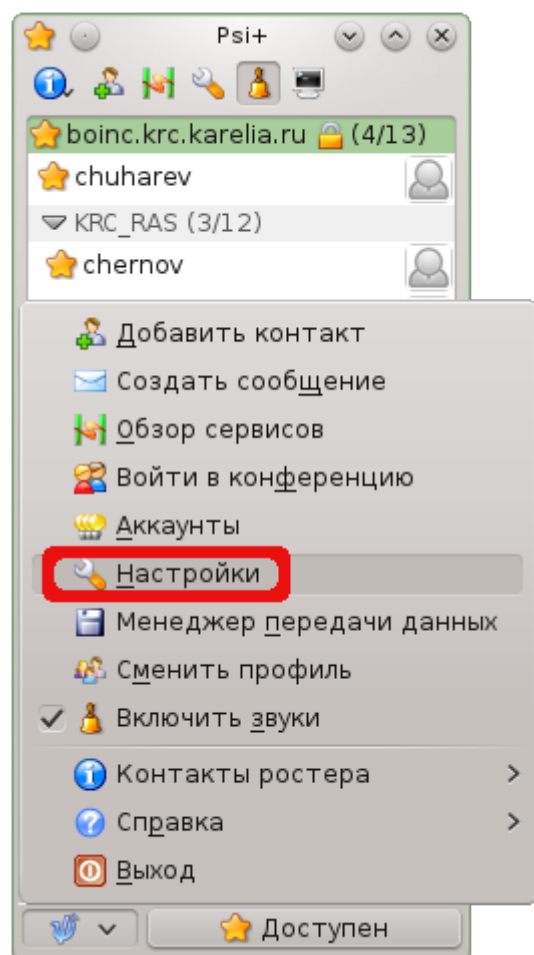 Psi+
boinc.krc.karelia.ru (4/13)
chuharev
KRC_RAS (3/12)
chernov
Добавить контакт
Создать сообщение
Обзор сервисов
Войти в конференцию
Аккаунты
Настройки
Менеджер передачи данных
Сменить профиль
Включить звуки
Контакты ростера
Справка
Выход
Доступен